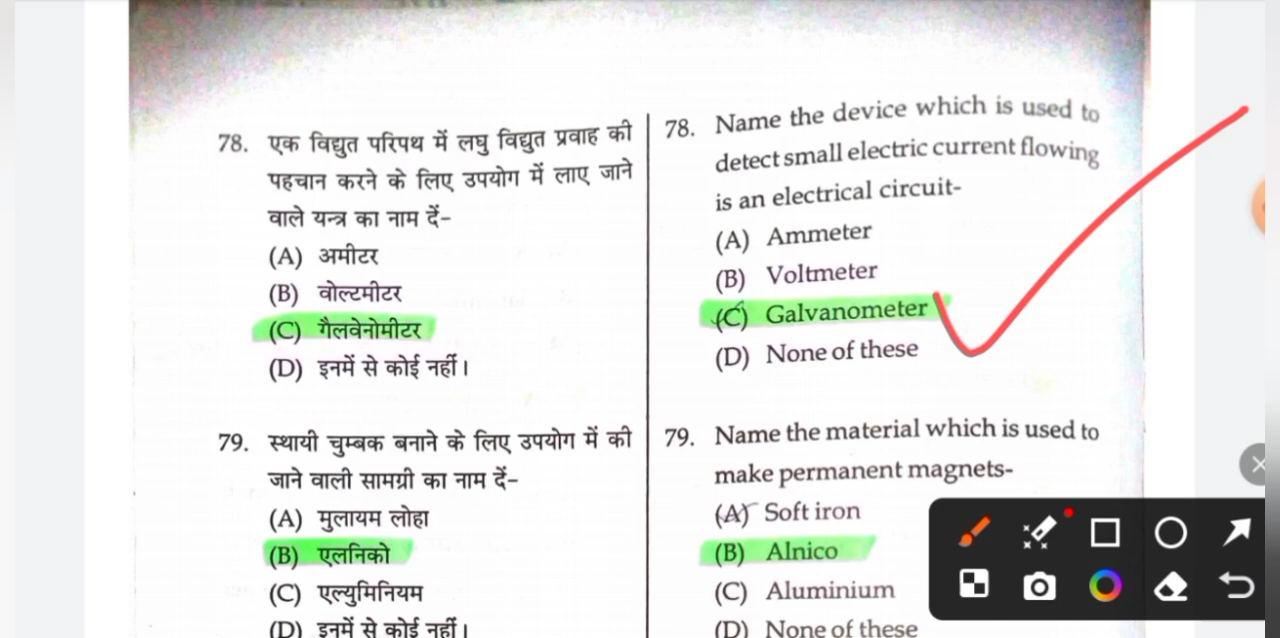 78. एक विद्युत परिपथ में लघु विद्युत प्रवाह की
पहचान करने के लिए उपयोग में लाए जाने
वाले यन्त्र का नाम दें-
(A) अमीटर
(B) वोल्टमीटर
(C) गैलवेनोमीटर
(D) इनमें से कोई नहीं।
79. स्थायी चुम्बक बनाने के लिए उपयोग में की
जाने वाली सामग्री का नाम दें-
(A) मुलायम लोहा
(B) एलनिको
(C) एल्युमिनियम
(D) इनमें से कोई नहीं।
78. Name the device which is used to
detect small electric current flowing
is an electrical circuit-
(A) Ammeter
(B) Voltmeter
(C) Galvanometer
(D) None of these
79. Name the material which is used to
make permanent magnets-
(A) Soft iron
(B) Alnico
(C) Aluminium
(D) None of these